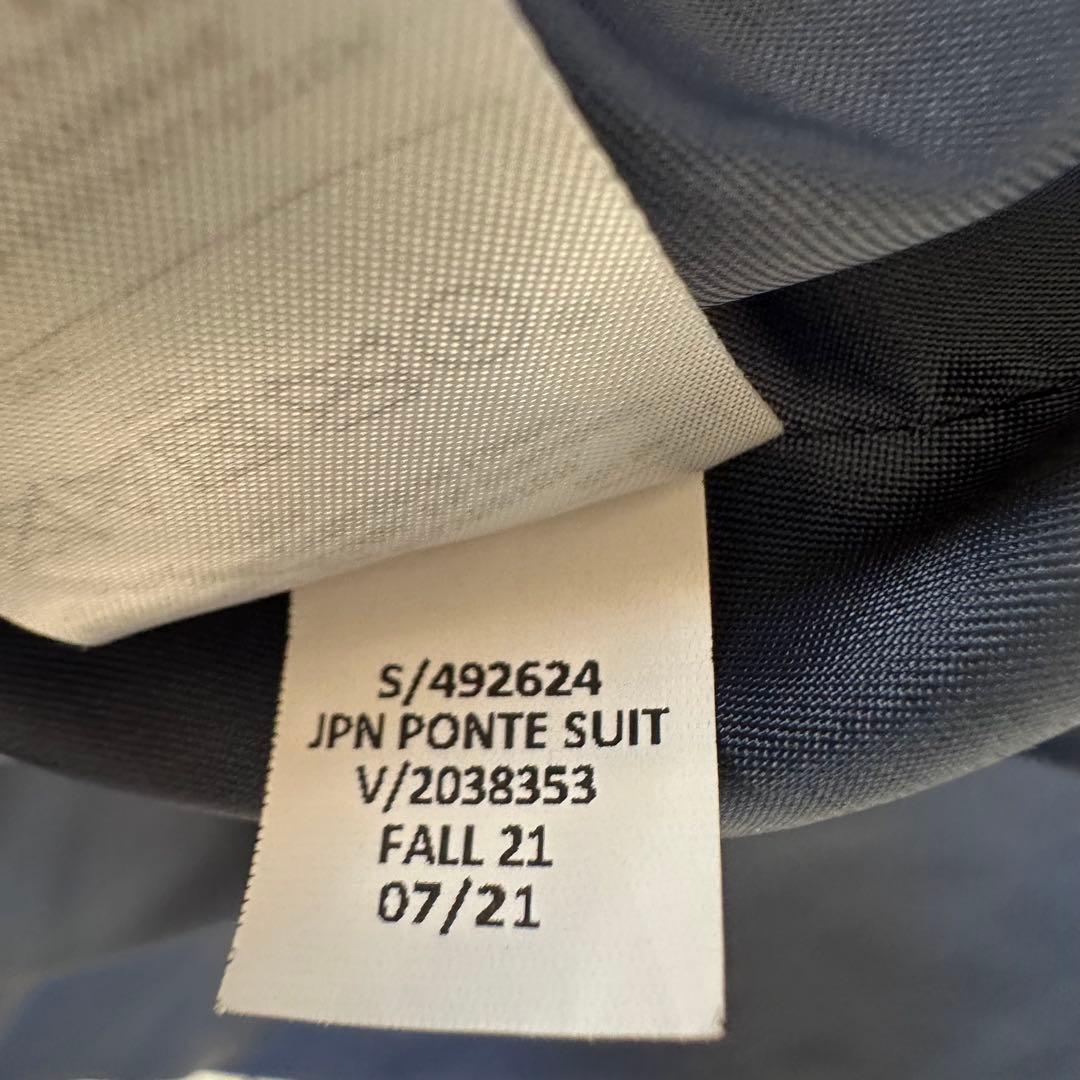 S/492624
JPN PONTE SUIT
V/2038353
FALL 21
07/21